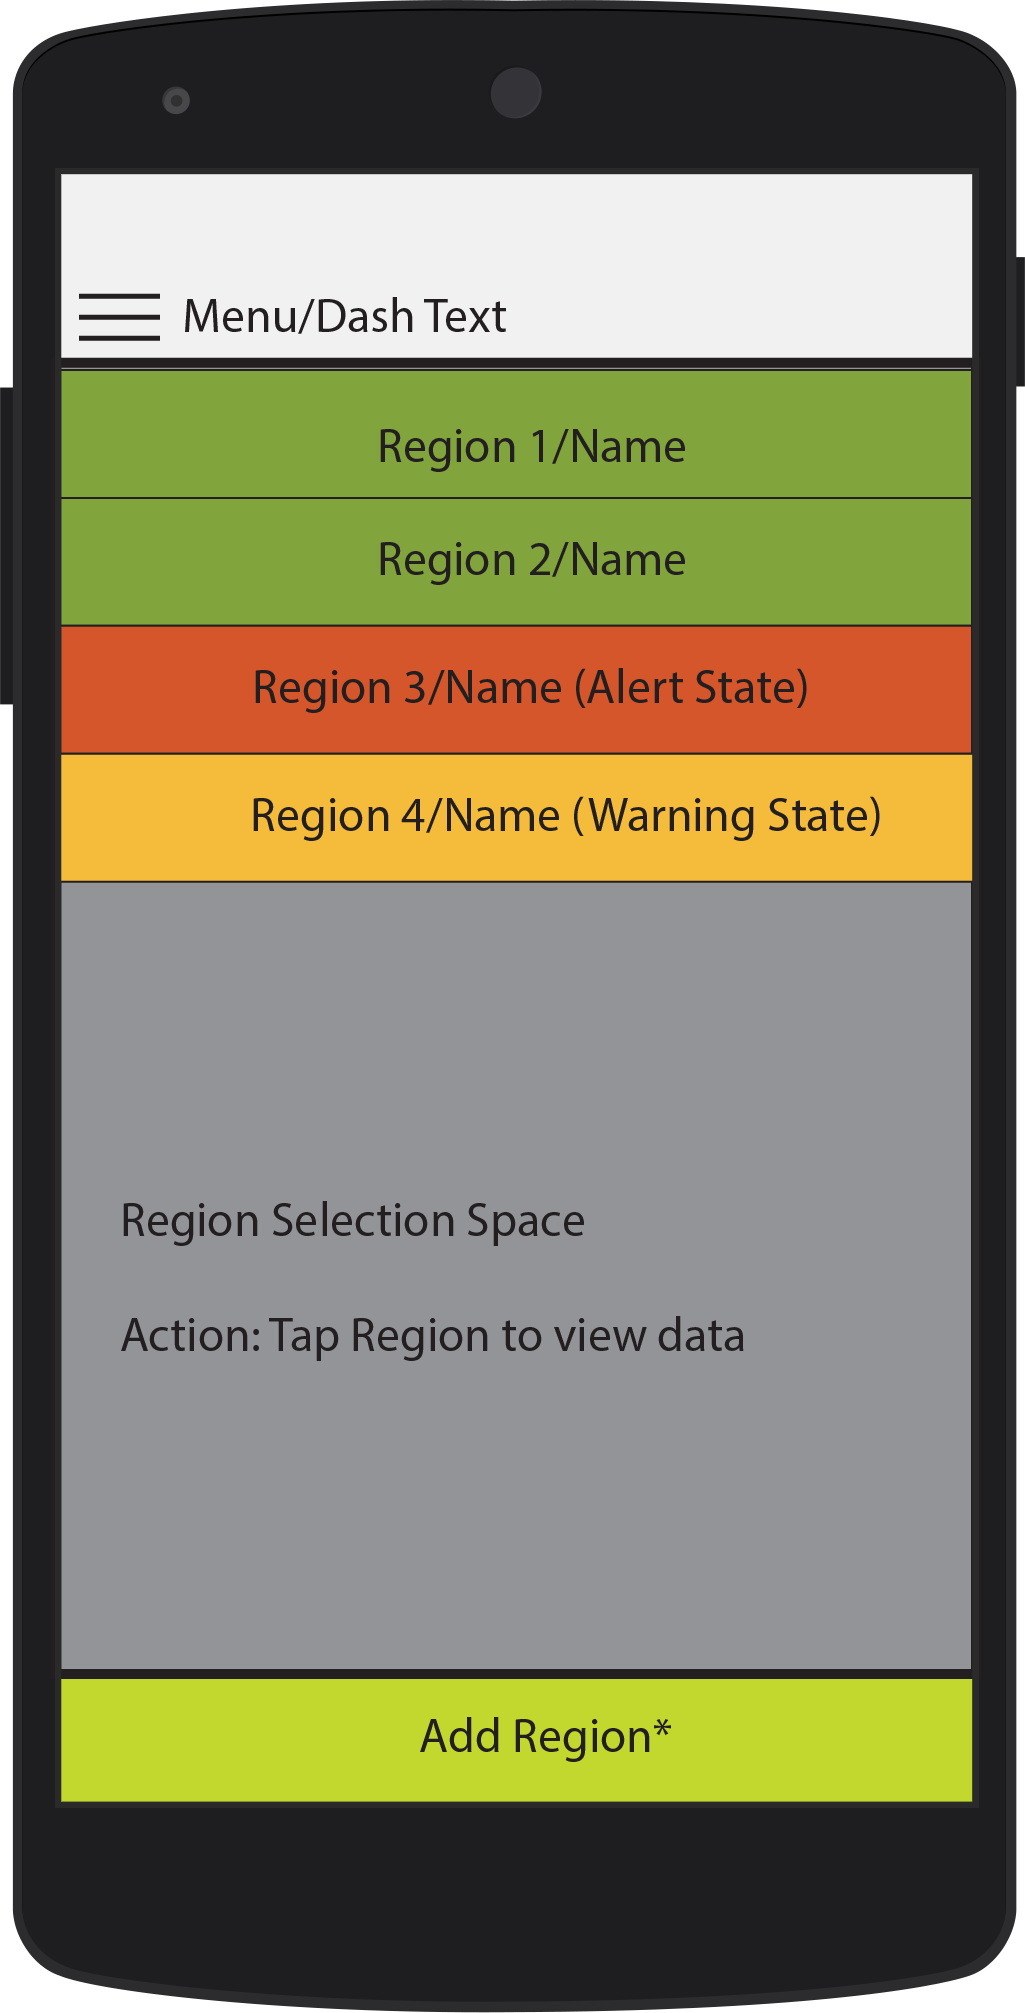 Menu/Dash Text
Region 1/Name
Region 2/Name
Region 3/Name (Alert State)
Region 4/Name (Warning State)
Region Selection Space
Action: Tap Region to view data
Add Region*